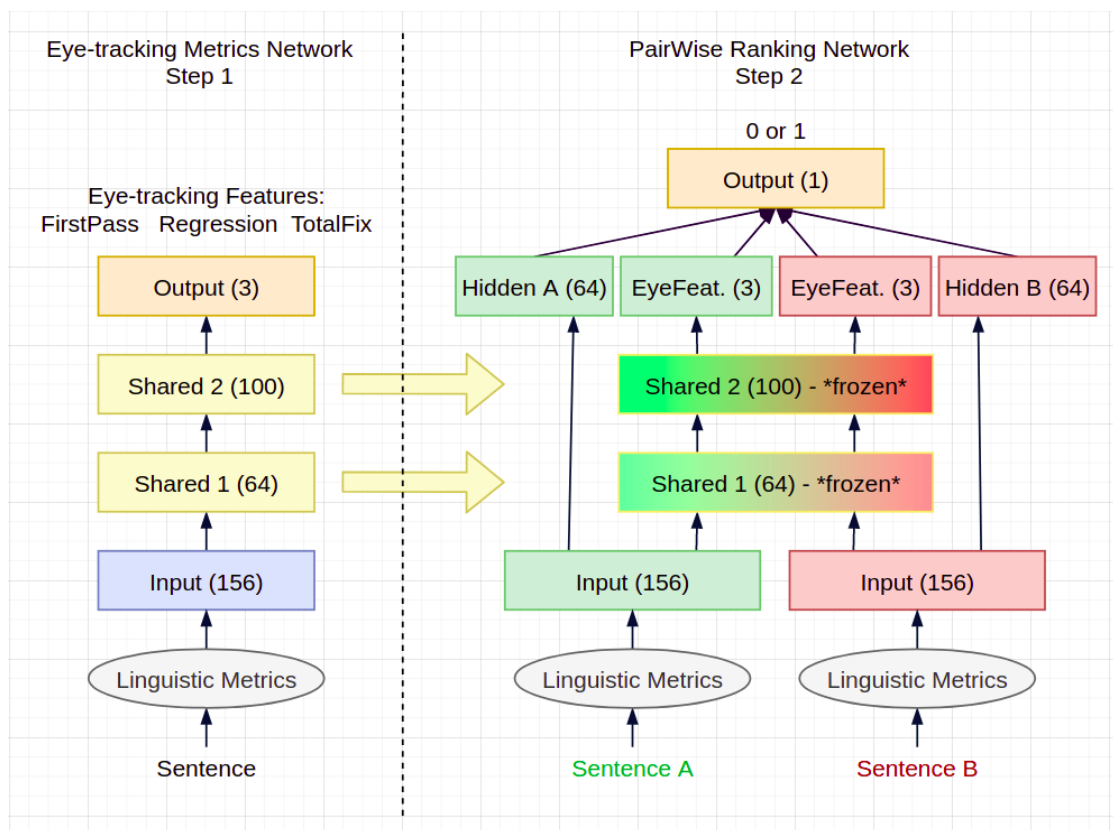 Eye-tracking Metrics Network
Step 1
Eye-tracking Features:
FirstPass Regression TotalFix
Output (3)
Shared 2 (100)
Shared 1 (64)
Input (156)
Linguistic Metrics
Sentence
PairWise Ranking Network
Step 2
0 or 1
Output (1)
Hidden A (64) EyeFeat. (3) EyeFeat. (3) Hidden B (64)
Shared 2 (100) - *frozen*
Shared 1 (64) - *frozen*
Input (156) Input (156)
Linguistic Metrics Linguistic Metrics
Sentence A Sentence B